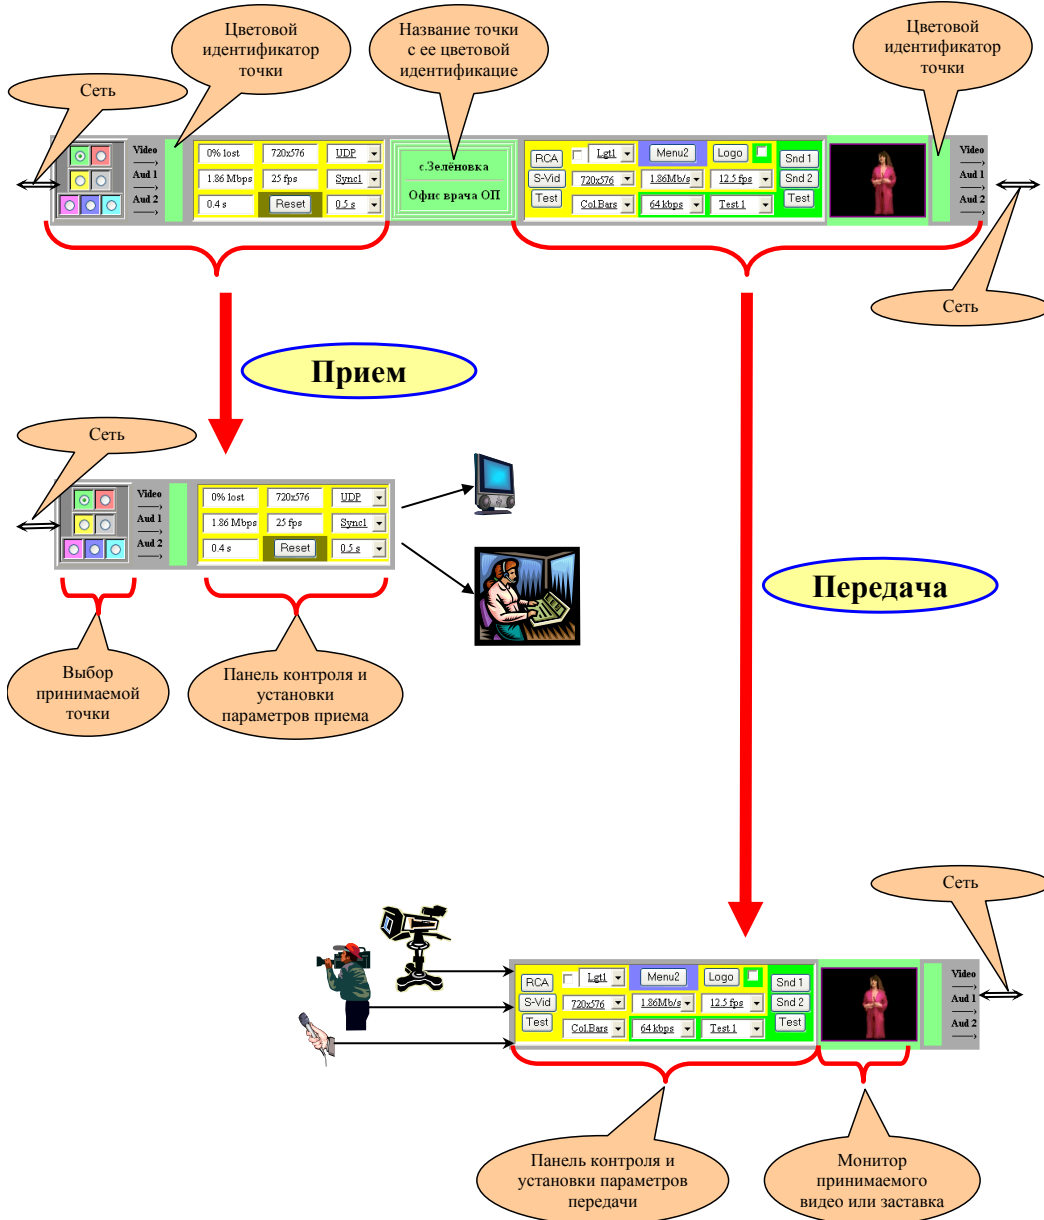 Цветовой
идентификатор
точки
Название точки
с ее цветовой
идентификацие
Цветовой
идентификатор
точки
Сеть
Video
Aud 1
Aud 2
0% lost 720x576 UDP
1.86 Mbps 25 fps Sync1
0.4 s Reset 0.5 s
с.Зелёновка
Офис врача ОП
RCA Lgt1 Menu2 Logo Snd 1
S-Vid 720x576 1.86Mb/s 12.5 fps Snd 2
Test Col.Bars 64 kbps Test 1 Test
Video
Aud 1
Aud 2
Сеть
Прием
Сеть
Video
Aud 1
Aud 2
0% lost 720x576 UDP
1.86 Mbps 25 fps Sync1
0.4 s Reset 0.5 s
Передача
Выбор
принимаемой
точки
Панель контроля и
установки
параметров приема
Сеть
RCA Lgt1 Menu2 Logo Snd 1
S-Vid 720x576 1.86Mb/s 12.5 fps Snd 2
Test Col.Bars 64 kbps Test 1 Test
Video
Aud 1
Aud 2
Панель контроля и
установки параметров
передачи
Монитор
принимаемого
видео или заставка